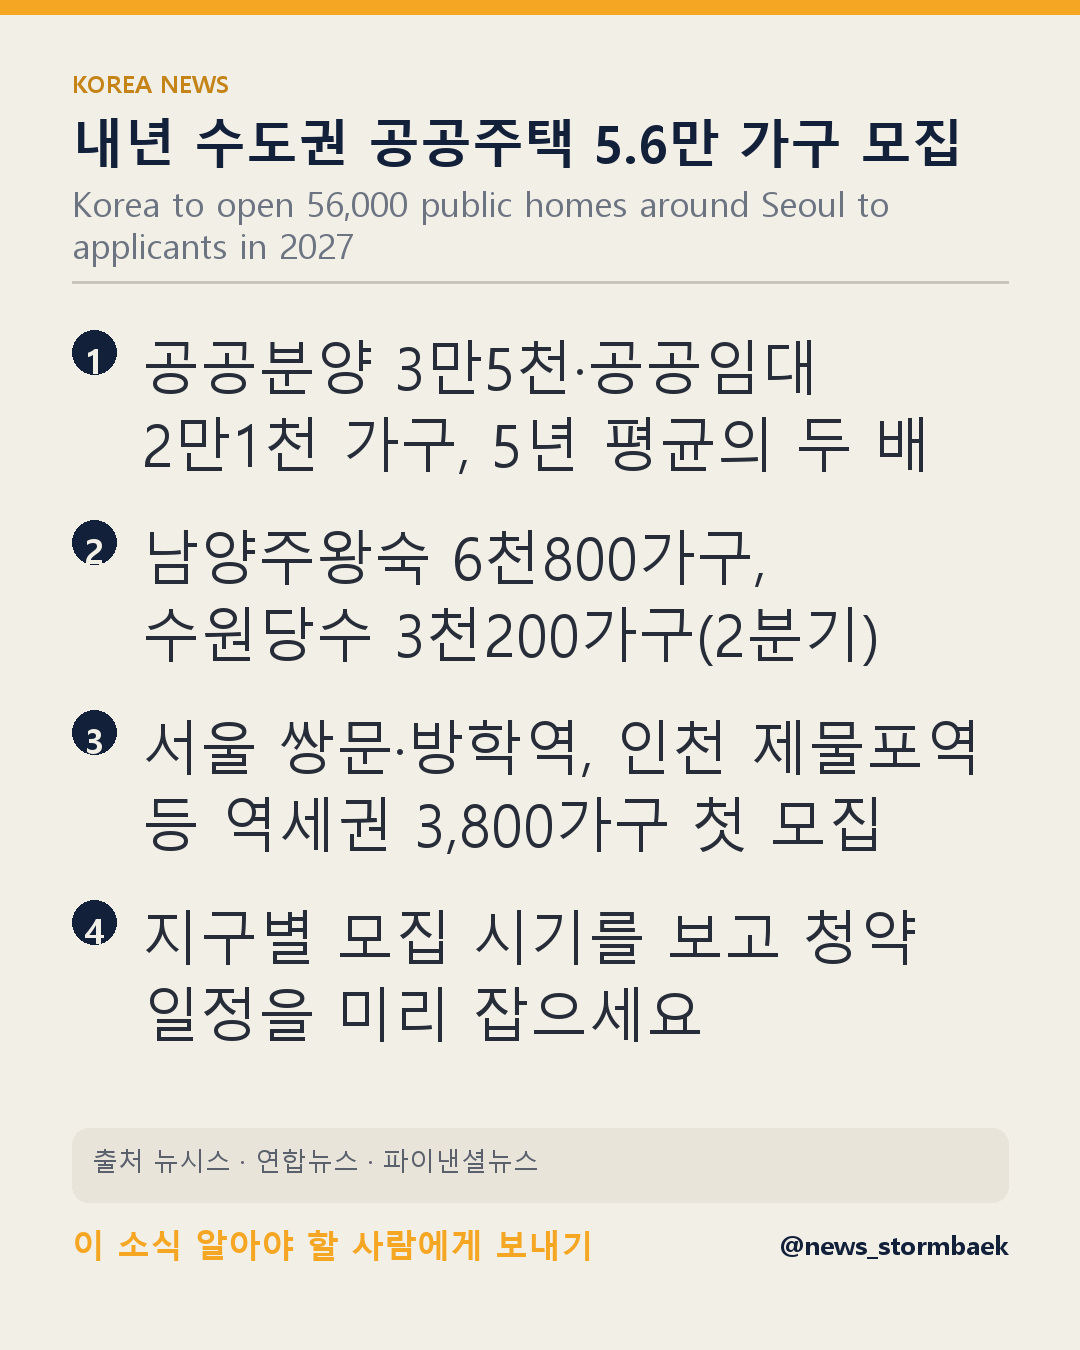 KOREA NEWS
내년 수도권 공공주택 5.6만 가구 모집
Korea to open 56,000 public homes around Seoul to
applicants in 2027
1 공공분양 3만5천·공공임대
2만1천 가구, 5년 평균의 두 배
2 남양주왕숙 6천800가구,
수원당수 3천200가구(2분기)
3 서울 쌍문·방학역, 인천 제물포역
등 역세권 3,800가구 첫 모집
4 지구별 모집 시기를 보고 청약
일정을 미리 잡으세요
출처 뉴시스 · 연합뉴스 · 파이낸셜뉴스
이 소식 알아야 할 사람에게 보내기
@news_stormbaek